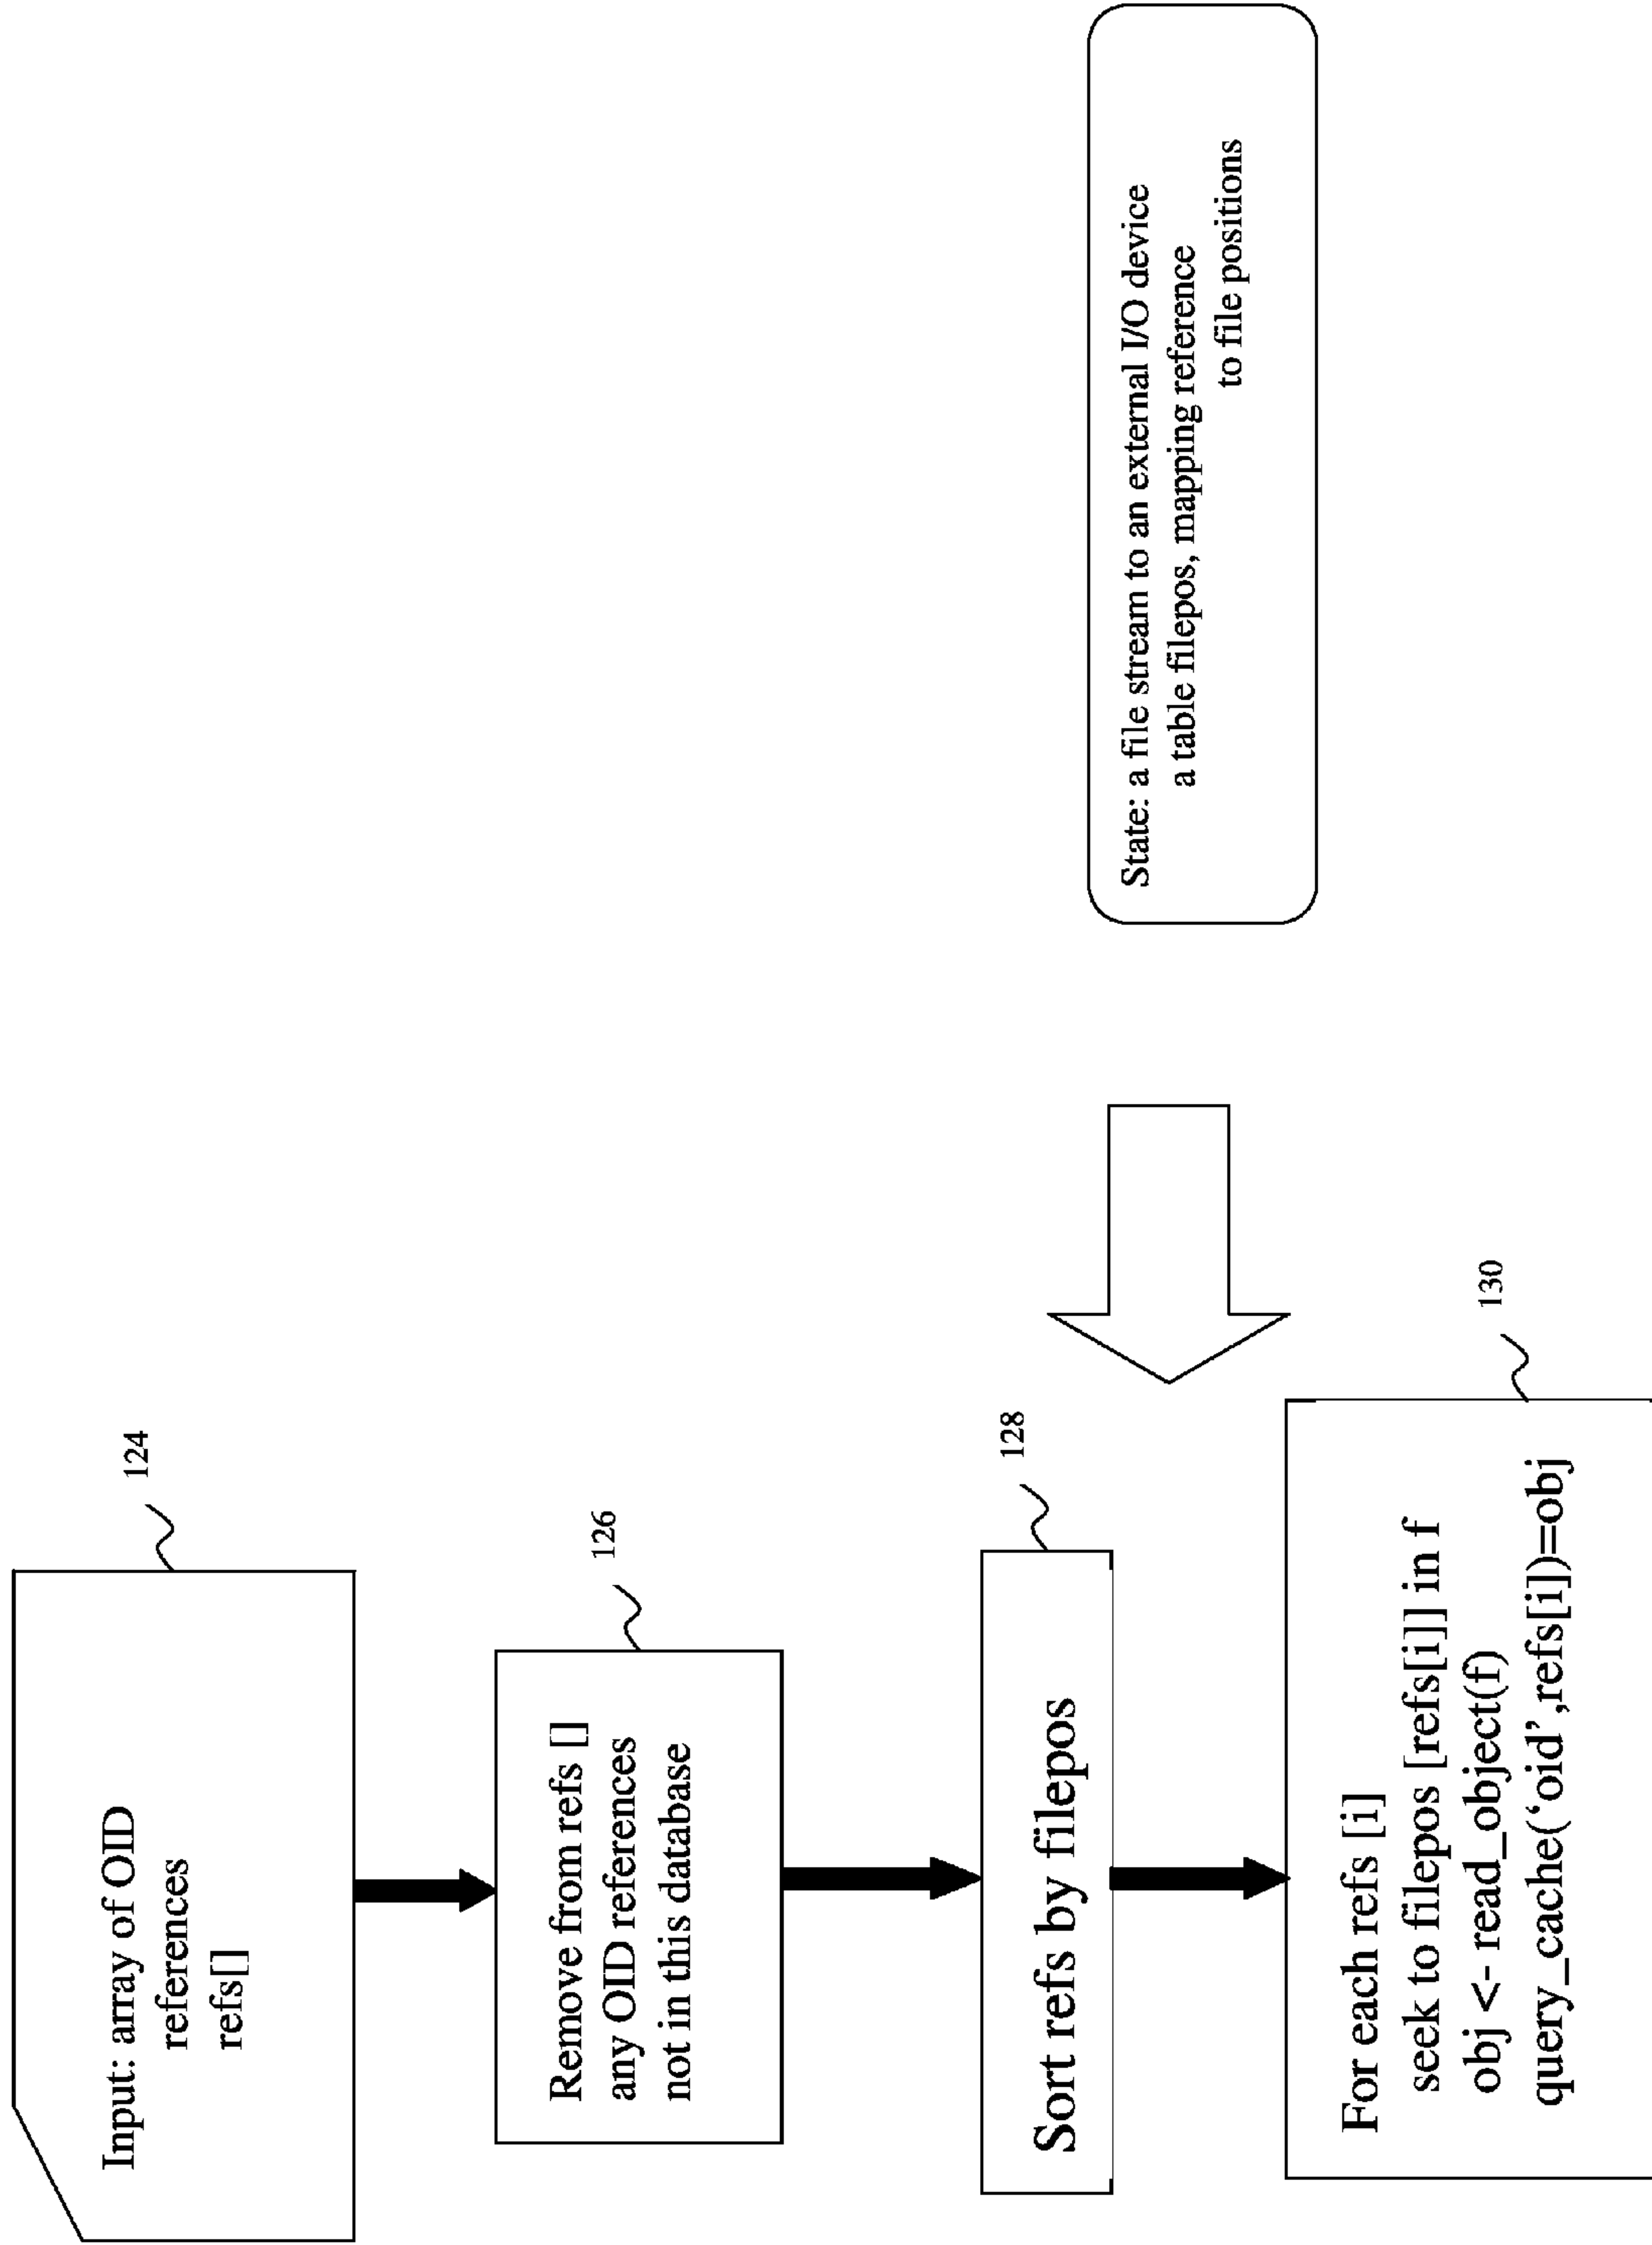 Input: array of OID
references
refs[]
124
Remove from refs []
any OID references
not in this database
126
Sort refs by filepos
128
For each refs [i]
seek to filepos [refs[i]] in f
obj <- read_object(f)
query_cache(‘oid’,refs[i])=obj
130
State: a file stream to an external I/O device
a table filepos, mapping reference
to file positions